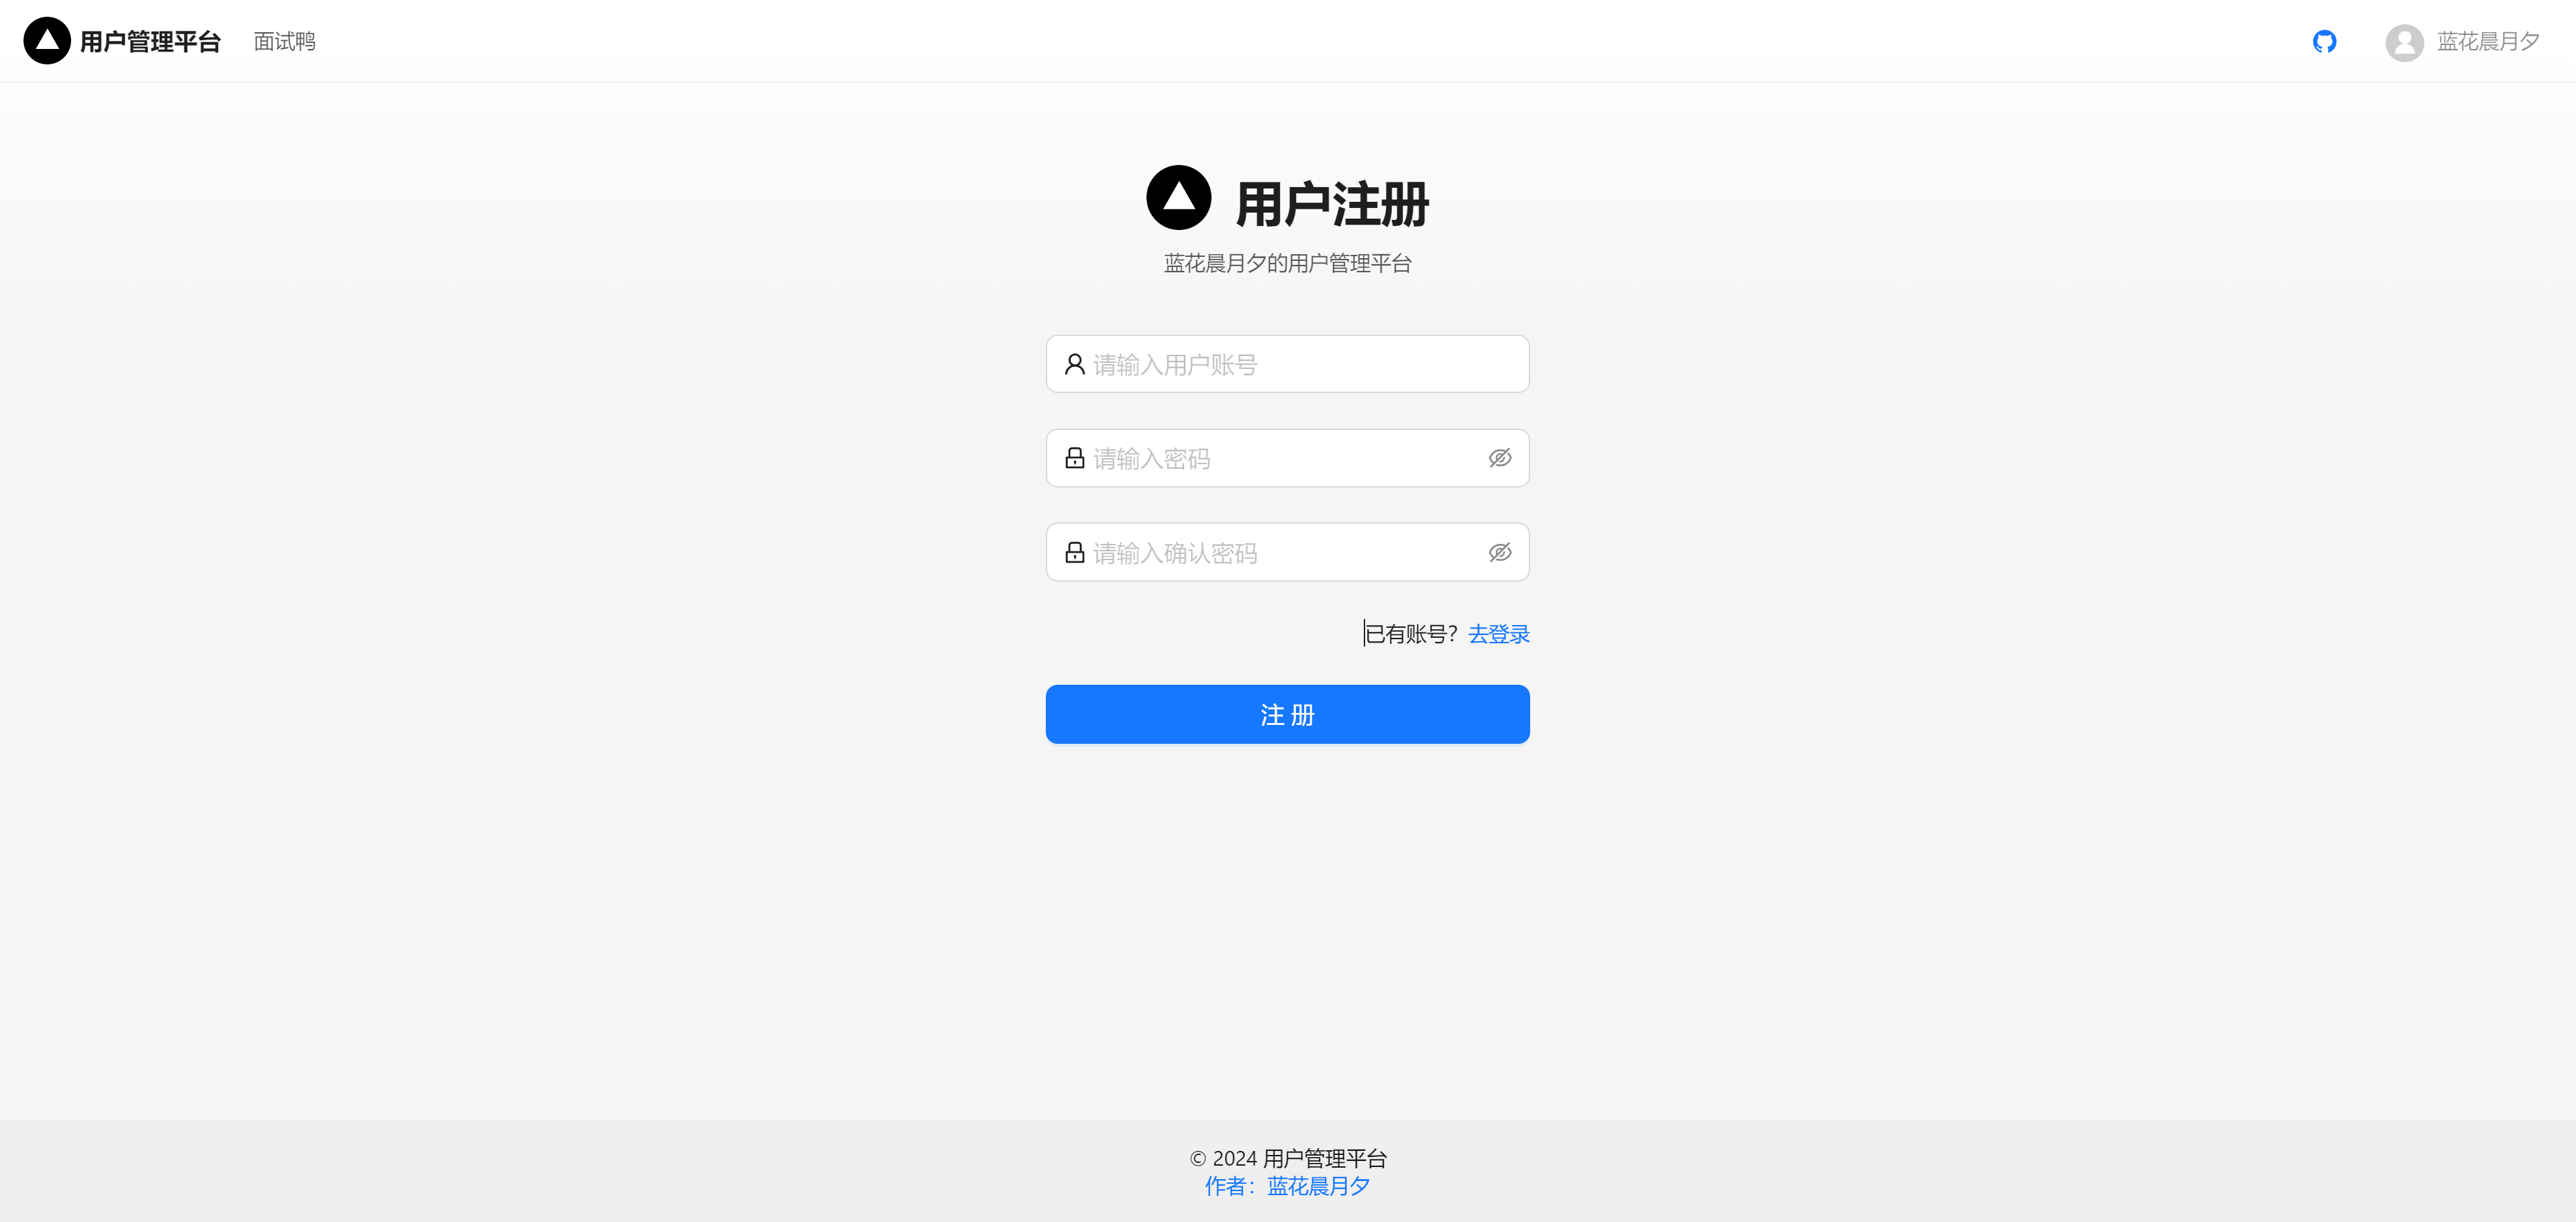 用户管理平台 面试鸭 蓝花晨月夕
用户注册
蓝花晨月夕的用户管理平台
请输入用户账号
请输入密码
请输入确认密码
已有账号？去登录
注 册
© 2024 用户管理平台
作者：蓝花晨月夕